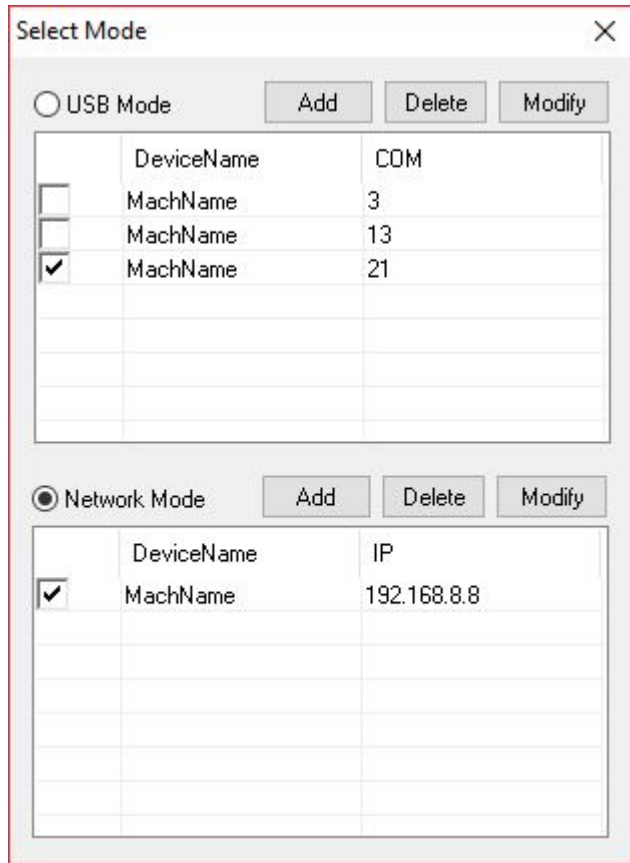 Select Mode
USB Mode Add Delete Modify
DeviceName COM
MachName 3
MachName 13
MachName 21
Network Mode Add Delete Modify
DeviceName IP
MachName 192.168.8.8